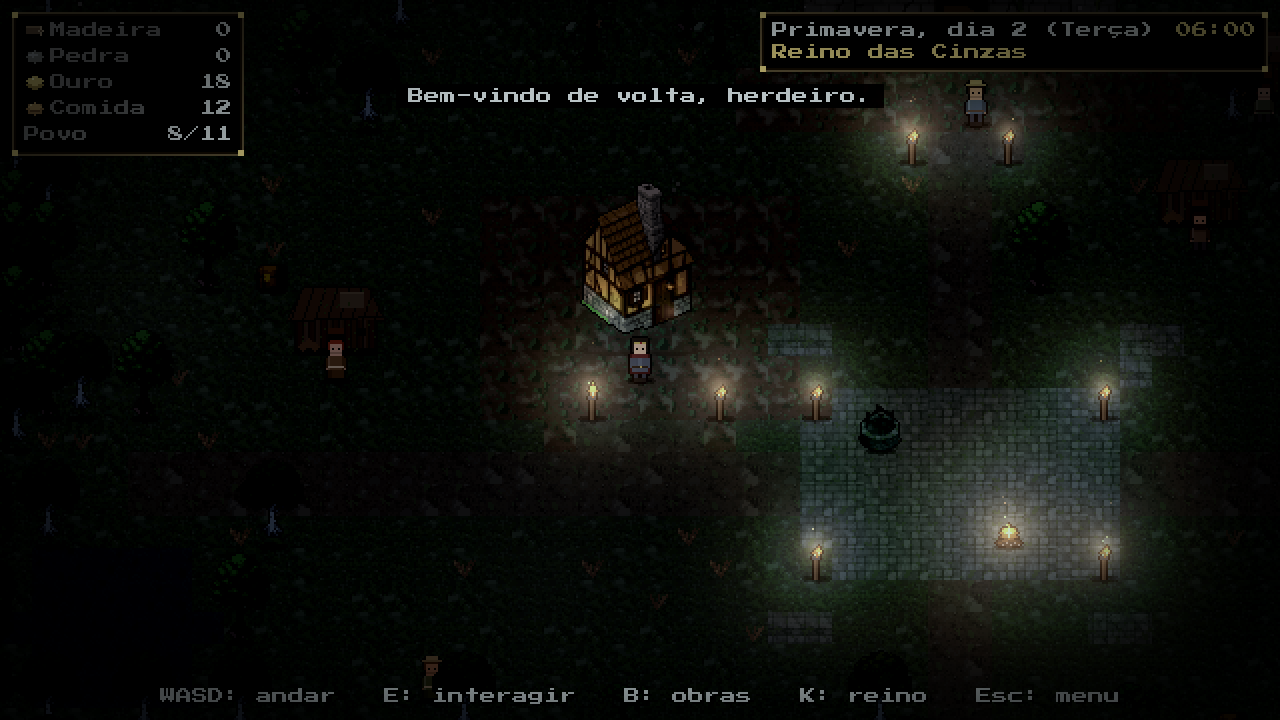 Madeira 0
Pedra 0
Ouro 18
Comida 12
Povo 8/11
Primavera, dia 2 (Terça) 06:00
Reino das Cinzas
Bem-vindo de volta, herdeiro.
WASD: andar E: interagir B: obras K: reino Esc: menu